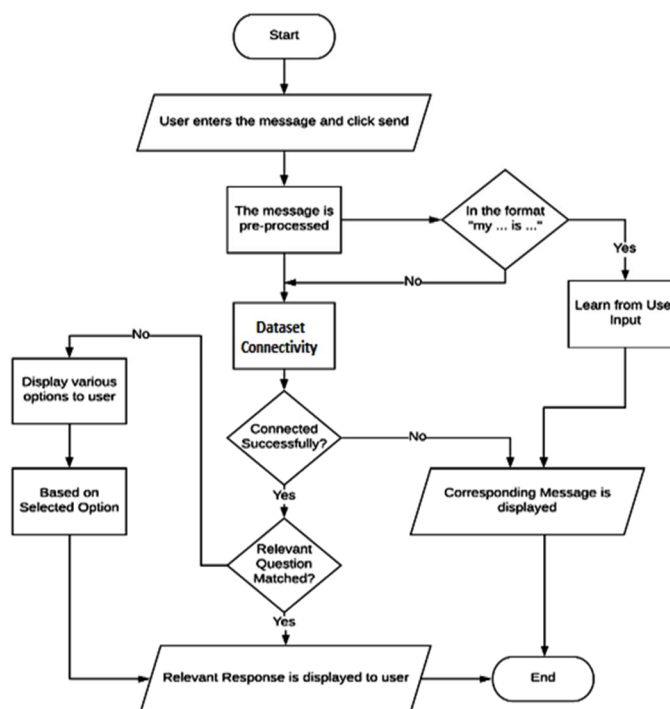 Start
User enters the message and click send
The message is
pre-processed
In the format
"my ... is ..."
Yes
No
Learn from Use
Input
Dataset
Connectivity
No
Display various
options to user
Connected
Successfully?
No
Based on
Selected Option
Yes
Corresponding Message is
displayed
Relevant
Question
Matched?
Yes
Relevant Response is displayed to user
End